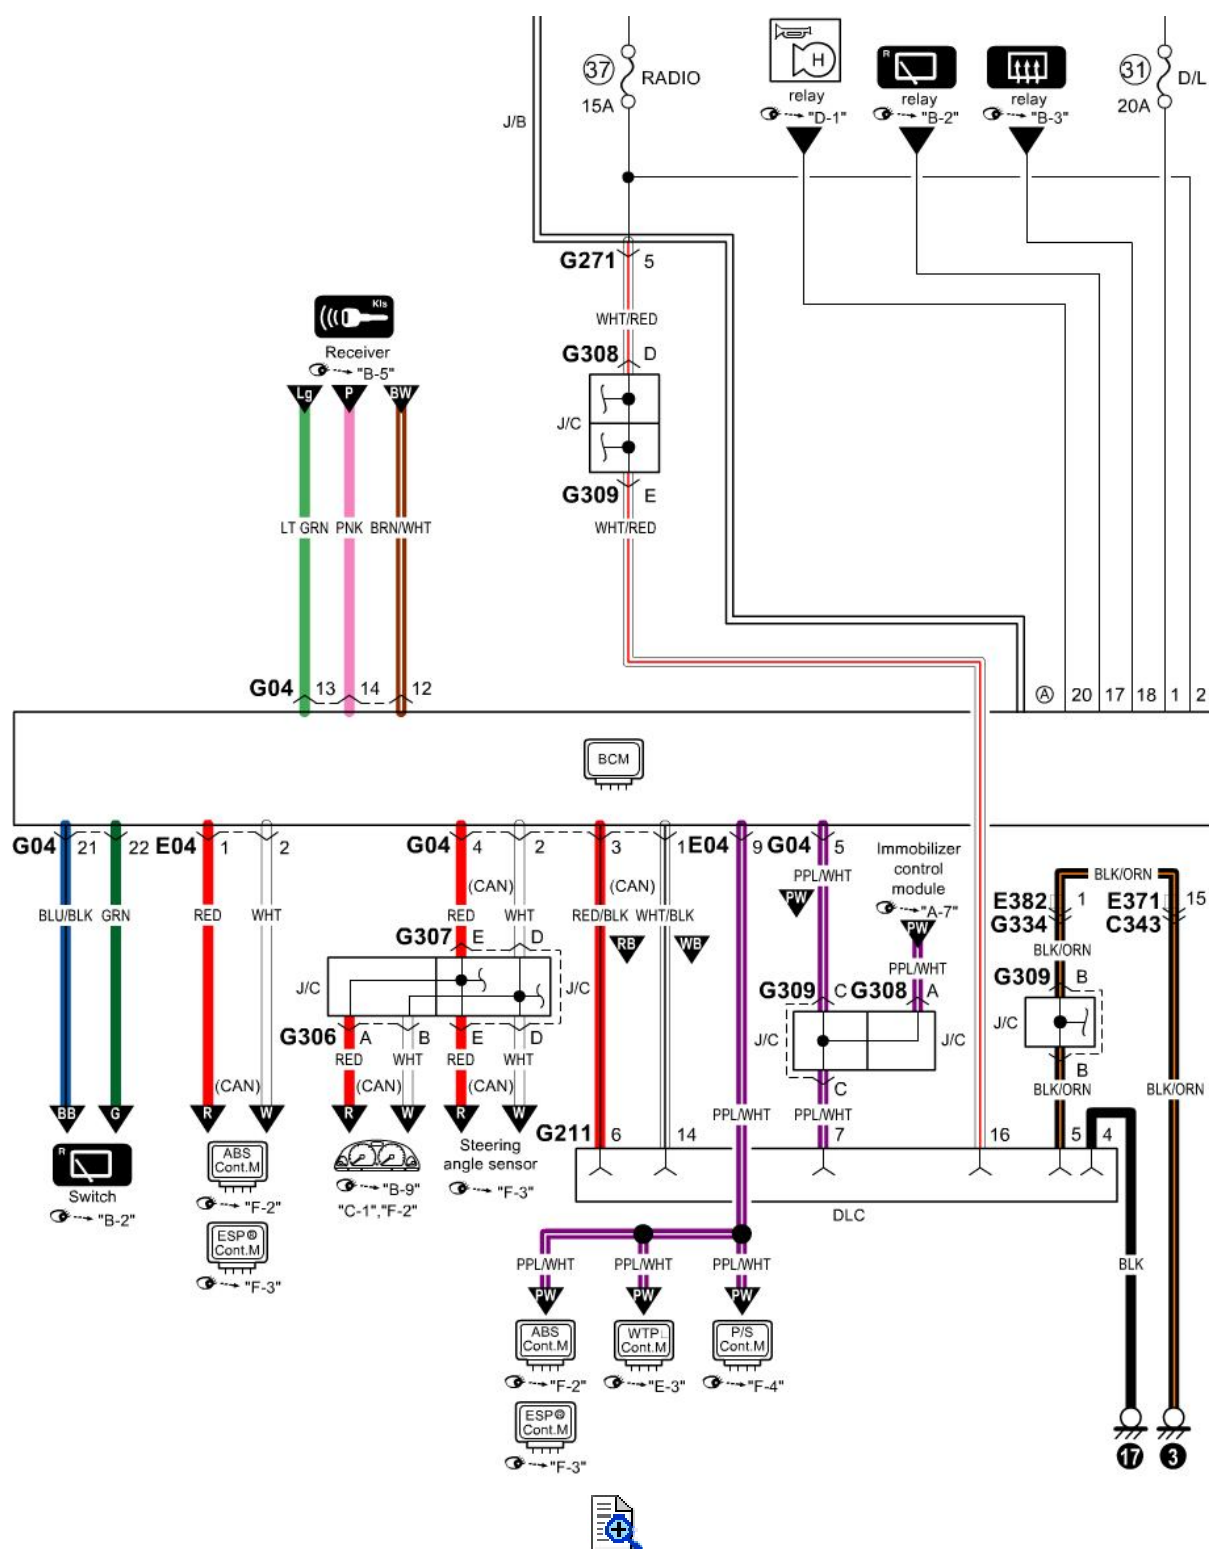 37
RADIO
15A
J/B
H
relay
"D-1"
R
relay
"B-2"
relay
"B-3"
31
D/L
20A
G271 5
WHT/RED
G308 D
J/C
G309 E
WHT/RED
Kls
Receiver
"B-5"
Lg P BW
LT GRN PNK BRN/WHT
G04 13 14 12
A 20 17 18 1 2
BCM
G04 21 22 E04 1 2
G04 4 2 3 1 E04 9 G04 5
BLU/BLK GRN RED WHT
(CAN) (CAN)
RED WHT RED/BLK WHT/BLK
PPL/WHT
PW
Immobilizer
control
module
"A-7"
PW
PPL/WHT
RB WB
G307 E D
J/C J/C
G306 A B E D
RED WHT RED WHT
(CAN) (CAN) (CAN)
G309 C G308 A
J/C J/C
C
PPL/WHT PPL/WHT
BLK/ORN
E382 1 E371 15
G334 C343
BLK/ORN
G309 B
J/C
B
BLK/ORN BLK/ORN
BB G R W R W R W
R
Switch
"B-2"
ABS
Cont.M
"F-2"
ESP®
Cont.M
"F-3"
"B-9"
"C-1","F-2"
Steering
angle sensor
"F-3"
G211 6 14 7 16 5 4
DLC
PPL/WHT PPL/WHT PPL/WHT
PW PW PW
ABS
Cont.M
"F-2"
WTP
Cont.M
"E-3"
P/S
Cont.M
"F-4"
ESP®
Cont.M
"F-3"
BLK
17 3